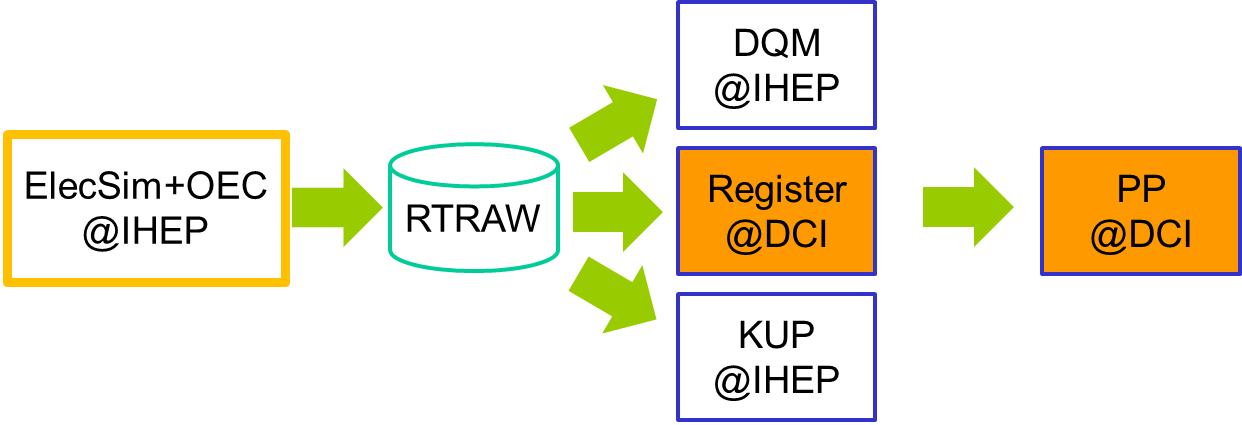 ElecSim+OEC
@IHEP
RTRAW
DQM
@IHEP
Register
@DCI
KUP
@IHEP
PP
@DCI